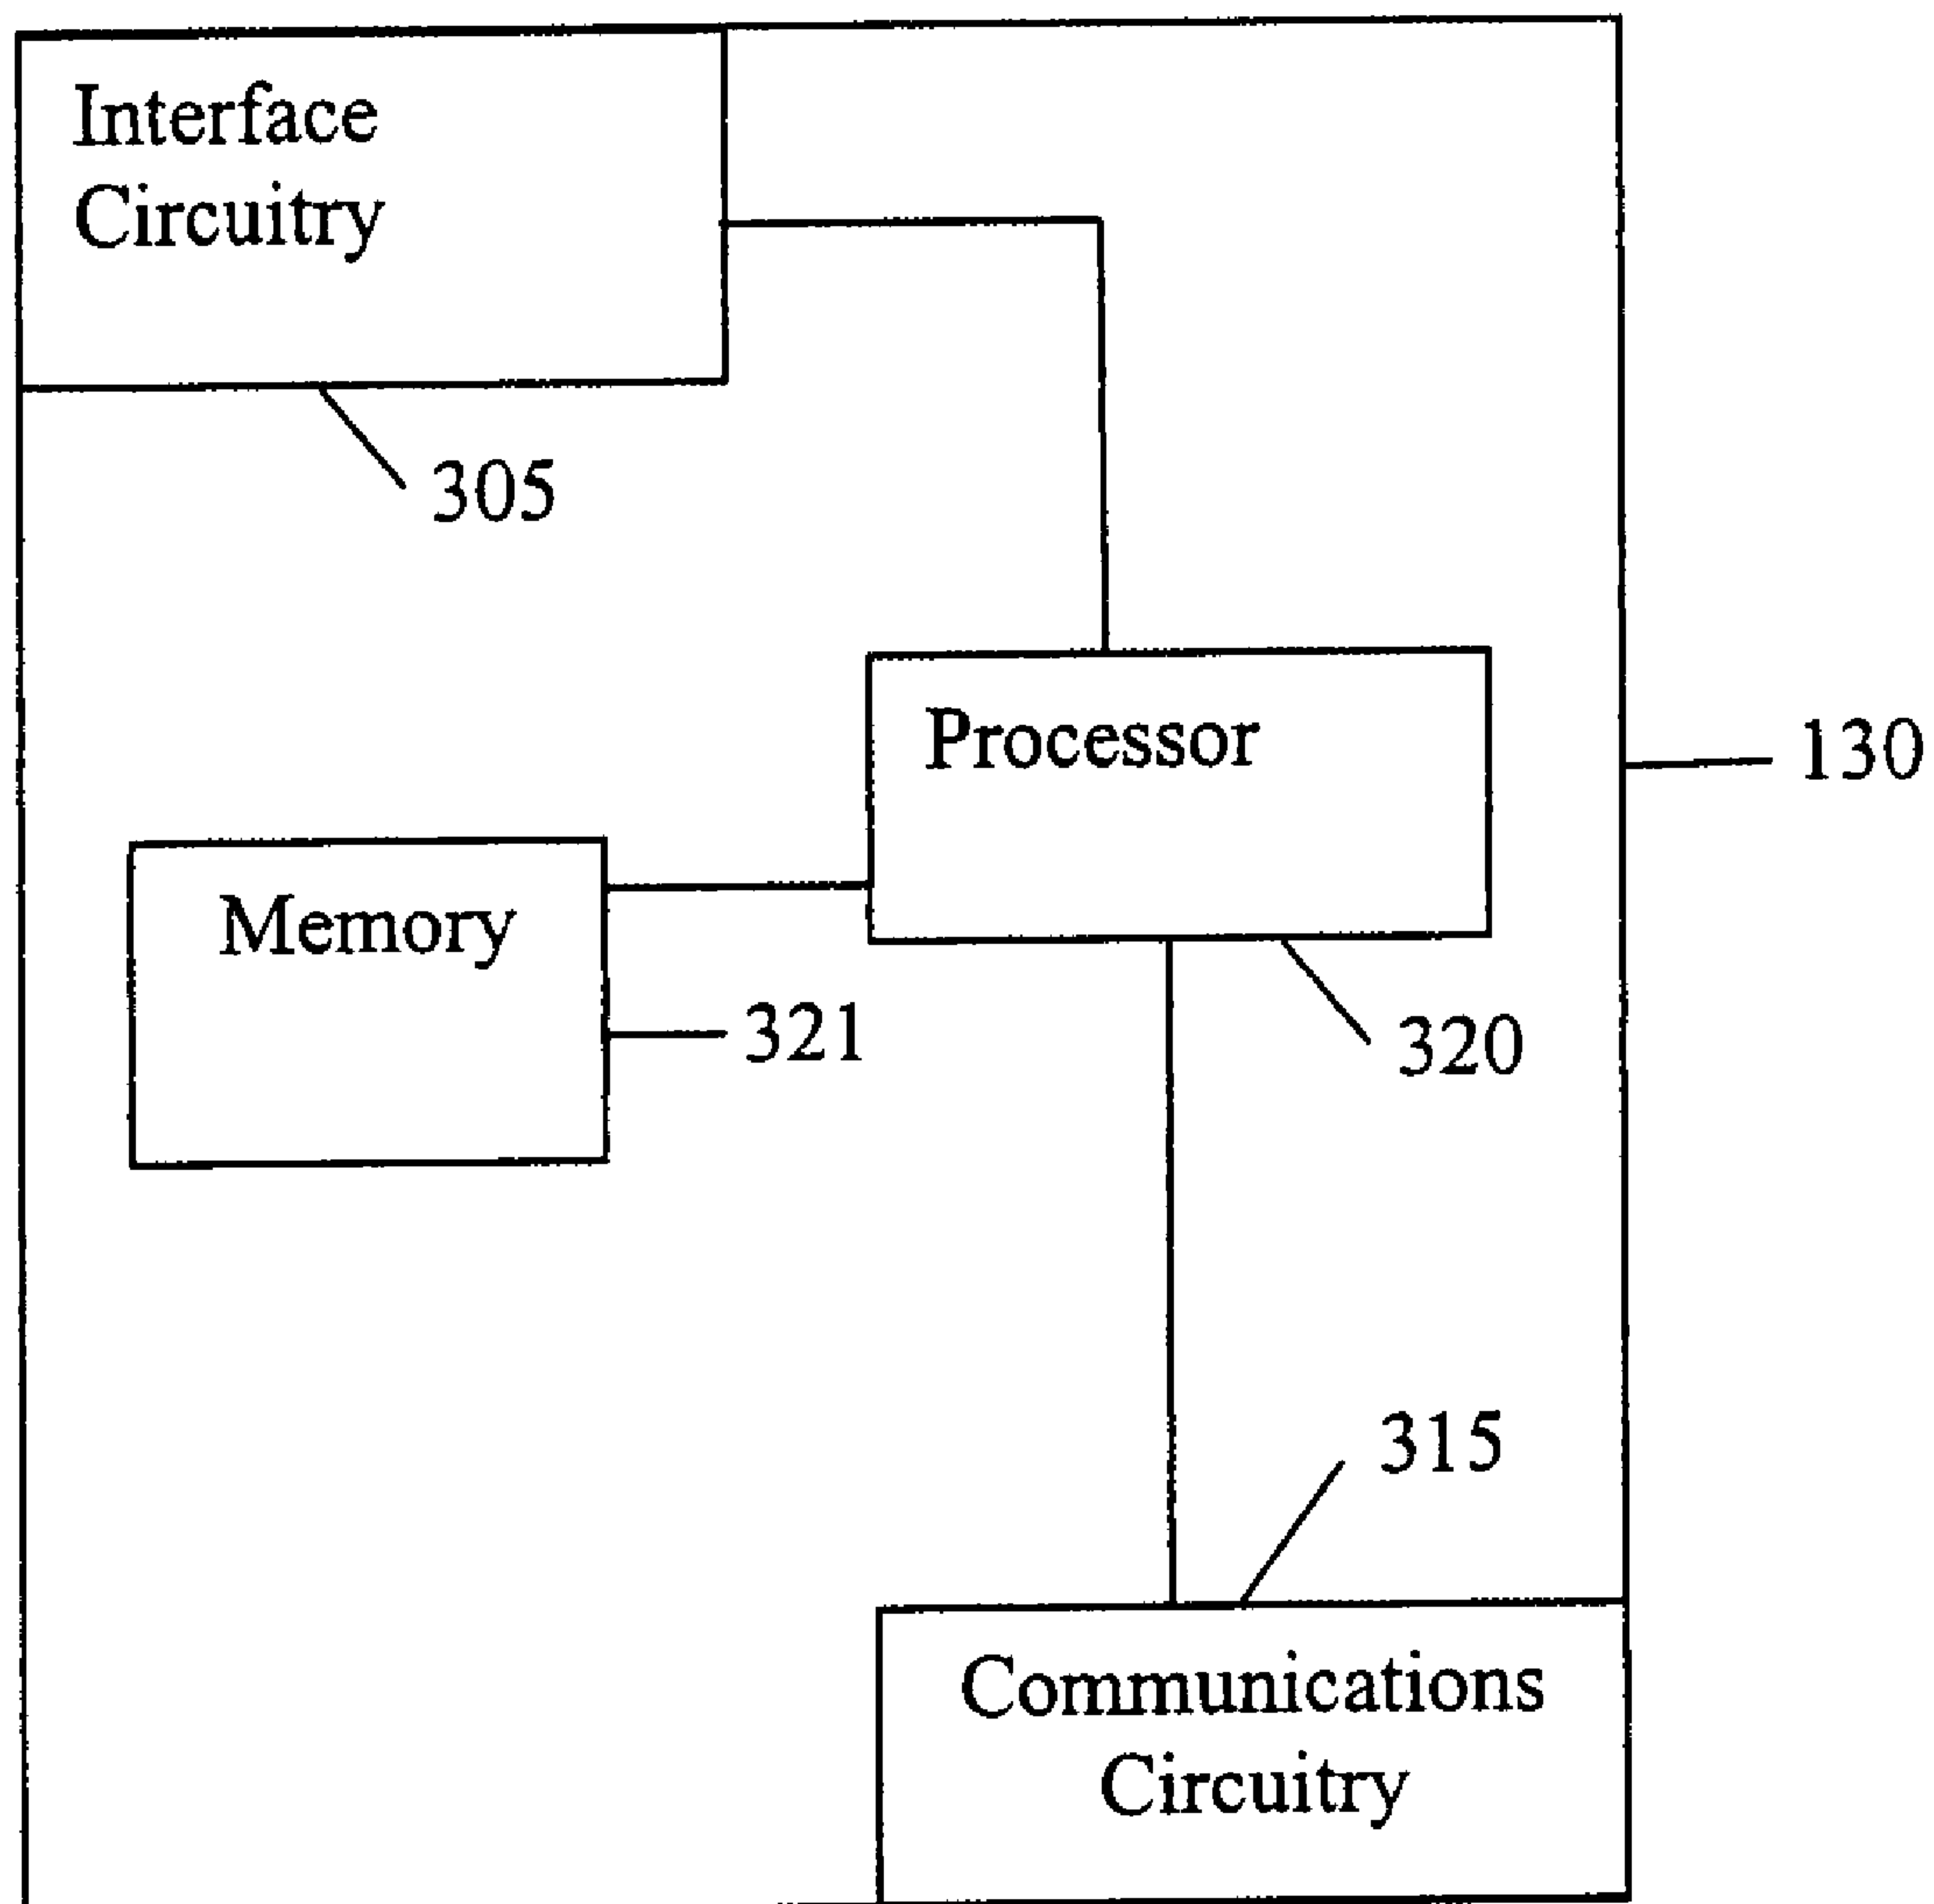 Interface
Circuitry
305
Processor
130
Memory
321
320
315
Communications
Circuitry